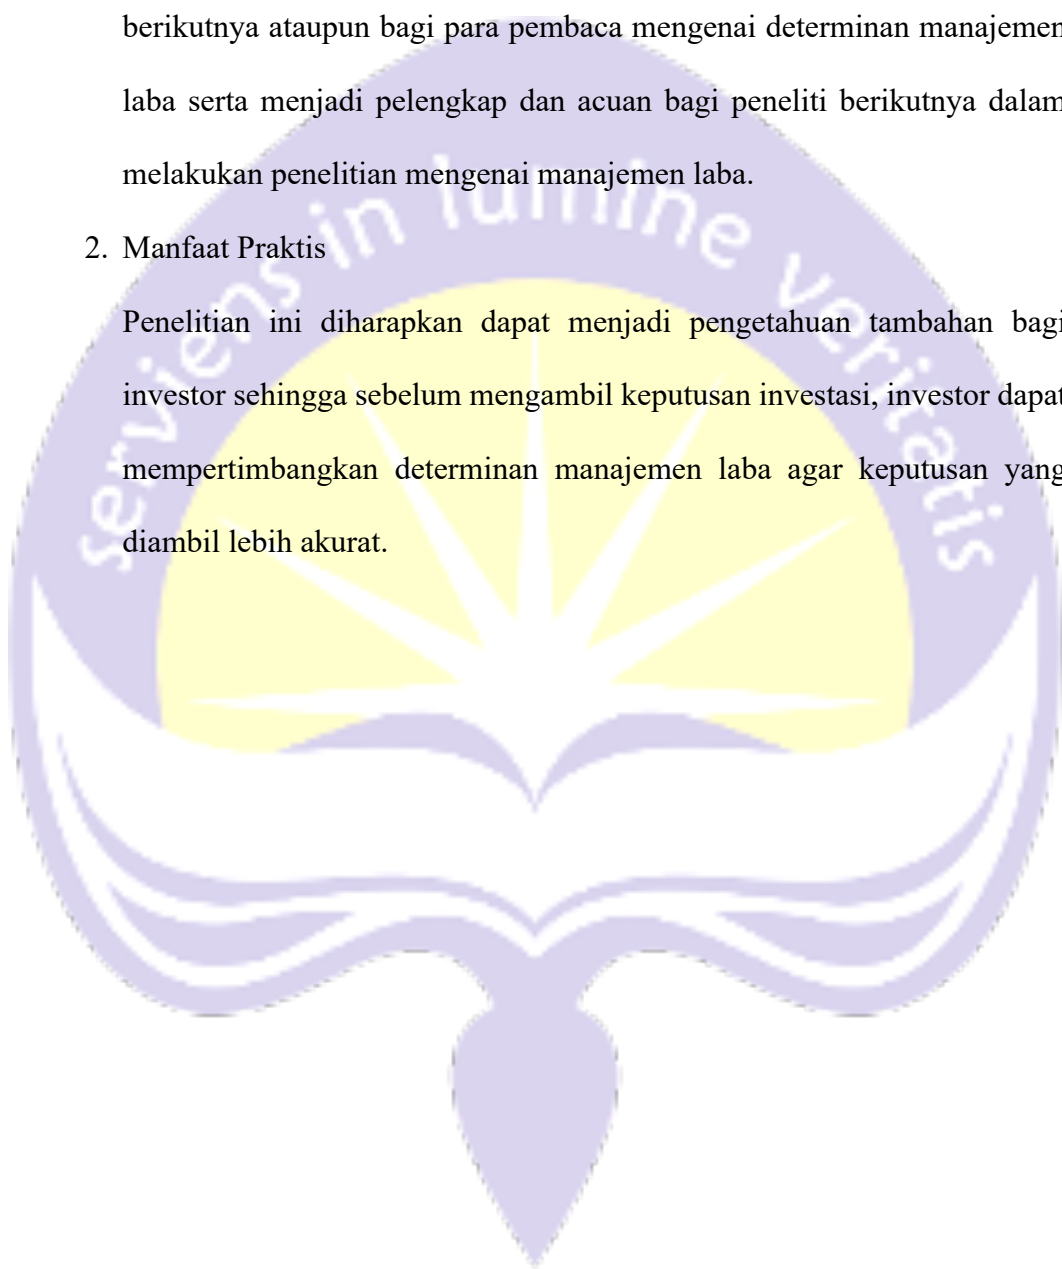 berikutnya ataupun bagi para pembaca mengenai determinan manajemen
laba serta menjadi pelengkap dan acuan bagi peneliti berikutnya dalam
melakukan penelitian mengenai manajemen laba.
2. Manfaat Praktis
Penelitian ini diharapkan dapat menjadi pengetahuan tambahan bagi
investor sehingga sebelum mengambil keputusan investasi, investor dapat
mempertimbangkan determinan manajemen laba agar keputusan yang
diambil lebih akurat.
serviens in lumine veritatis